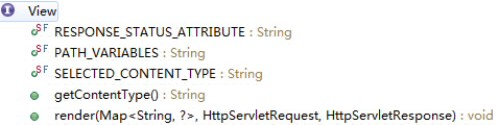 View
RESPONSE_STATUS_ATTRIBUTE : String
PATH_VARIABLES : String
SELECTED_CONTENT_TYPE : String
getContentType() : String
render(Map<String, ?>, HttpServletRequest, HttpServletResponse) : void